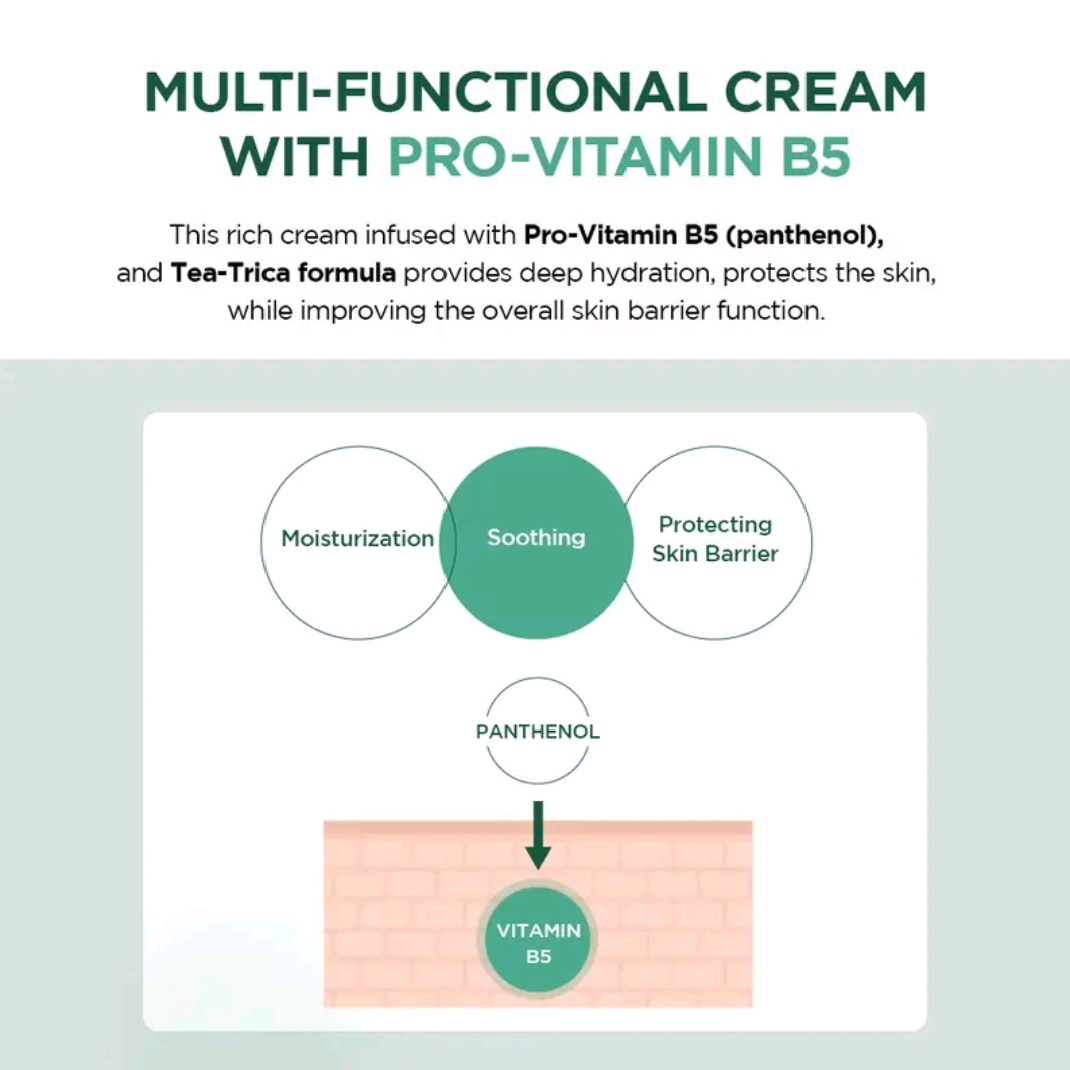 MULTI-FUNCTIONAL CREAM
WITH PRO-VITAMIN B5
This rich cream infused with Pro-Vitamin B5 (panthenol),
and Tea-Trica formula provides deep hydration, protects the skin,
while improving the overall skin barrier function.
Moisturization
Soothing
Protecting
Skin Barrier
PANTHENOL
VITAMIN
B5